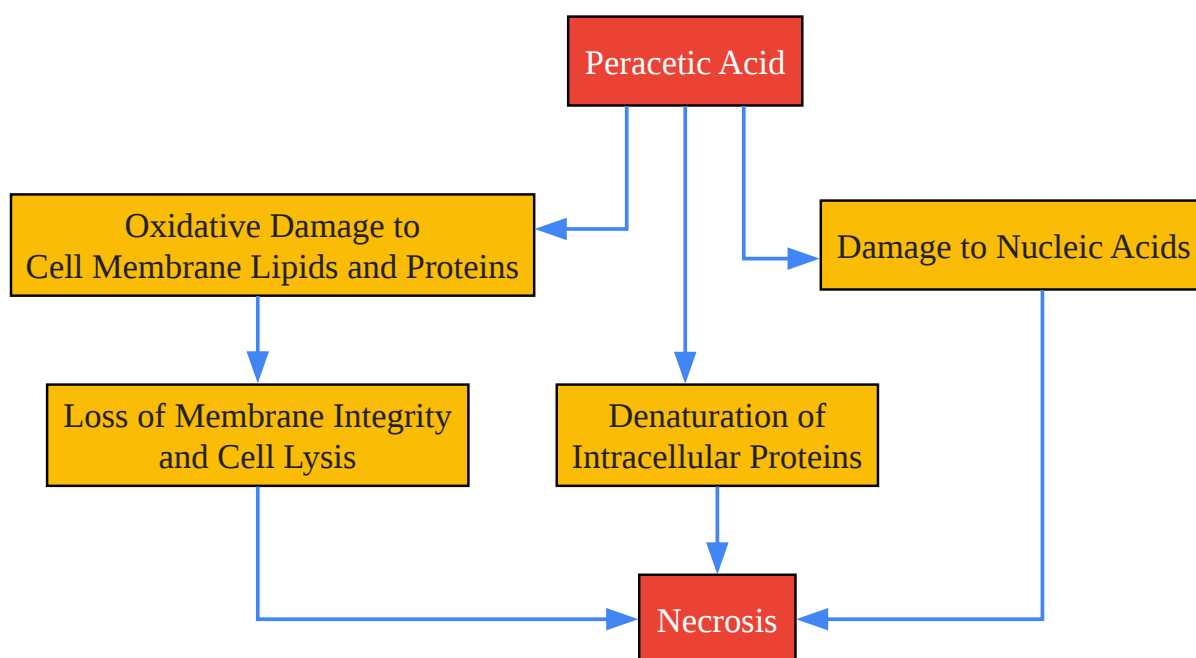 Peracetic Acid
Oxidative Damage to
Cell Membrane Lipids and Proteins
Damage to Nucleic Acids
Loss of Membrane Integrity
and Cell Lysis
Denaturation of
Intracellular Proteins
Necrosis